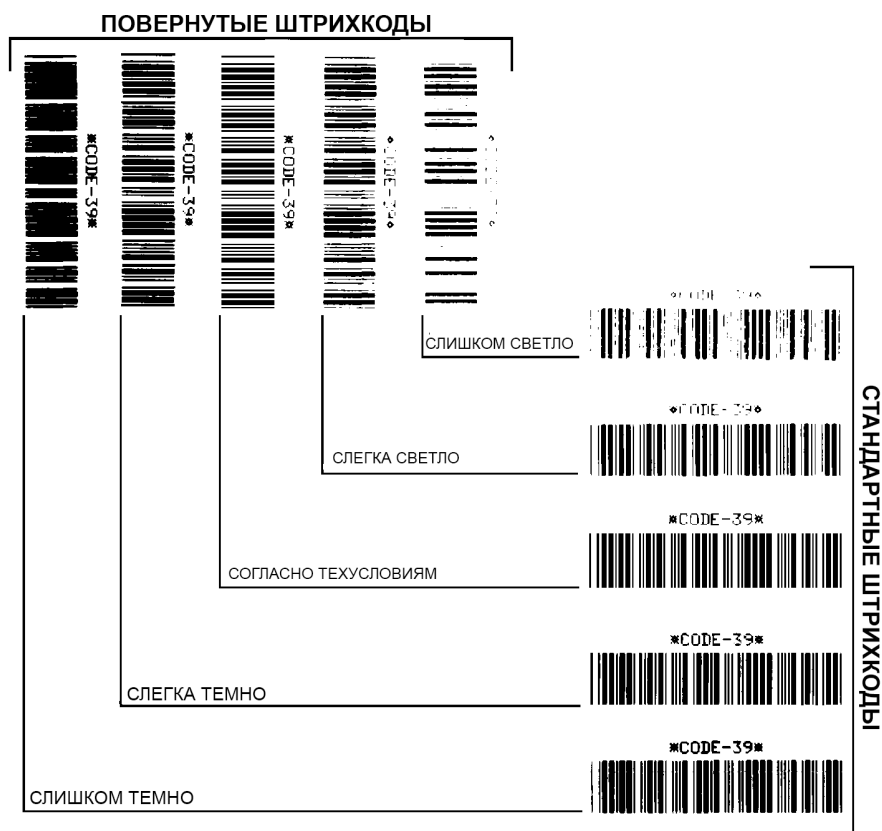 ПОВЕРНУТЫЕ ШТРИХКОДЫ
*CODE-39*
*CODE-39*
*CODE-39*
СЛИШКОМ СВЕТЛО
СЛЕГКА СВЕТЛО
СОГЛАСНО ТЕХУСЛОВИЯМ
*CODE-39*
СЛЕГКА ТЕМНО
*CODE-39*
СЛИШКОМ ТЕМНО
*CODE-39*
СТАНДАРТНЫЕ ШТРИХКОДЫ